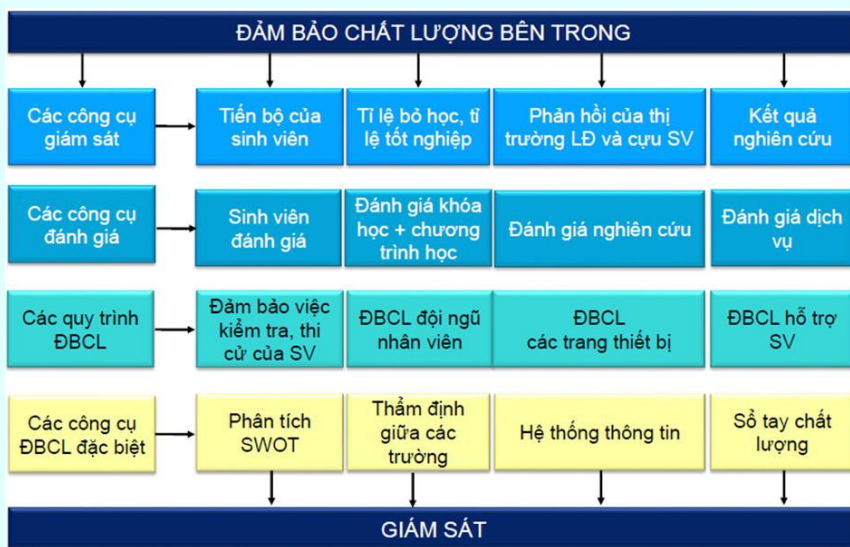 ĐẢM BẢO CHẤT LƯỢNG BÊN TRONG
Các công cụ
giám sát
Tiến bộ của
sinh viên
Tỉ lệ bỏ học, tỉ
lệ tốt nghiệp
Phản hồi của thị
trường LĐ và cựu SV
Kết quả
nghiên cứu
Các công cụ
đánh giá
Sinh viên
đánh giá
Đánh giá khóa
học + chương
trình học
Đánh giá nghiên cứu
Đánh giá dịch
vụ
Các quy trình
ĐBCL
Đảm bảo việc
kiểm tra, thi
cử của SV
ĐBCL đội ngũ
nhân viên
ĐBCL
các trang thiết bị
ĐBCL hỗ trợ
SV
Các công cụ
ĐBCL đặc biệt
Phân tích
SWOT
Thẩm định
giữa các
trường
Hệ thống thông tin
Sổ tay chất
lượng
GIÁM SÁT